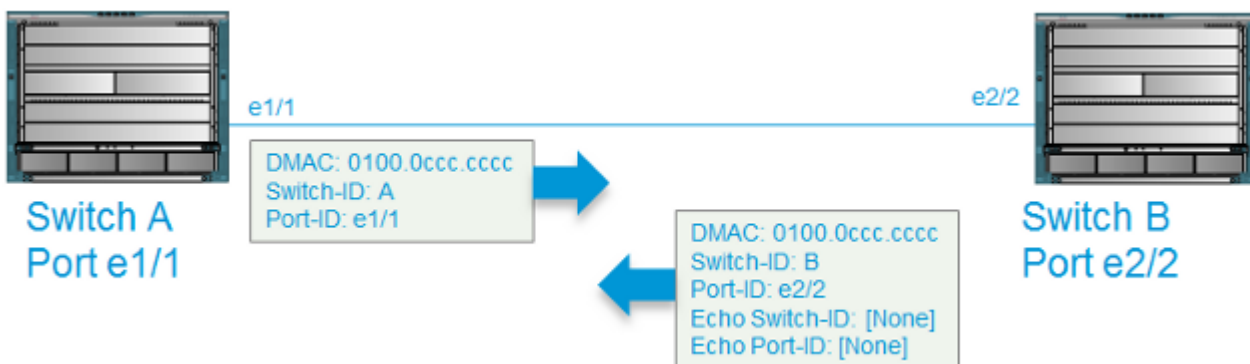 e1/1
e2/2
DMAC: 0100.0ccc.cccc
Switch-ID: A
Port-ID: e1/1
Switch A
Port e1/1
DMAC: 0100.0ccc.cccc
Switch-ID: B
Port-ID: e2/2
Echo Switch-ID: [None]
Echo Port-ID: [None]
Switch B
Port e2/2